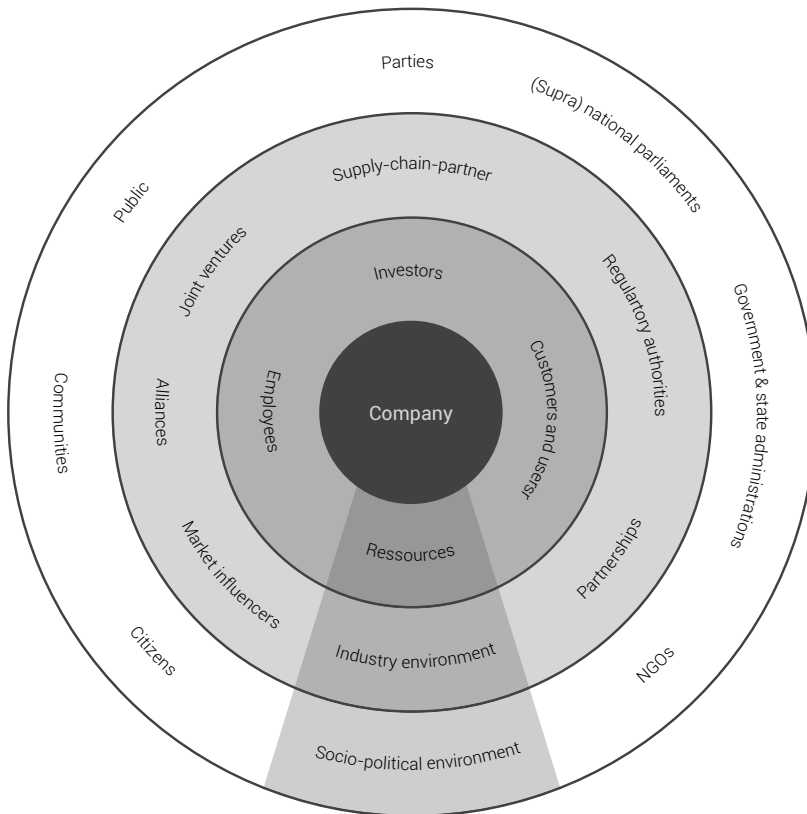 Parties
(Supra) national parliaments
Public
Supply-chain-partner
Joint ventures
Investors
Regulartory authorities
Government & state administrations
Customers and usersr
Communities
Alliances
Employees
Company
Ressources
Market influencers
Partnerships
Citizens
Industry environment
NGOs
Socio-political environment